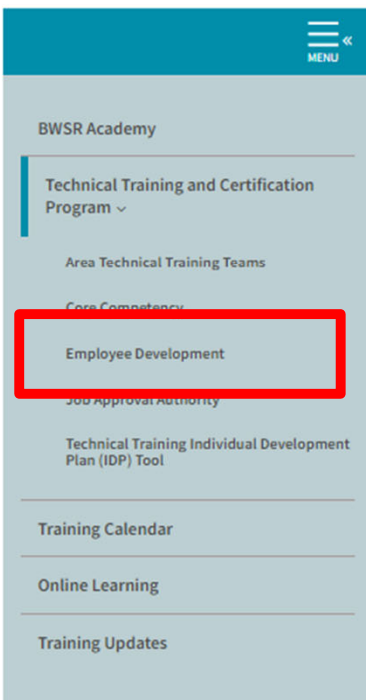 MENU «
BWSR Academy
Technical Training and Certification
Program
Area Technical Training Teams
Core Competency
Employee Development
Job Approval Authority
Technical Training Individual Development
Plan (IDP) Tool
Training Calendar
Online Learning
Training Updates